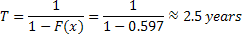 T = 1 / (1 − F(x)) = 1 / (1 − 0.597) ≈ 2.5 years